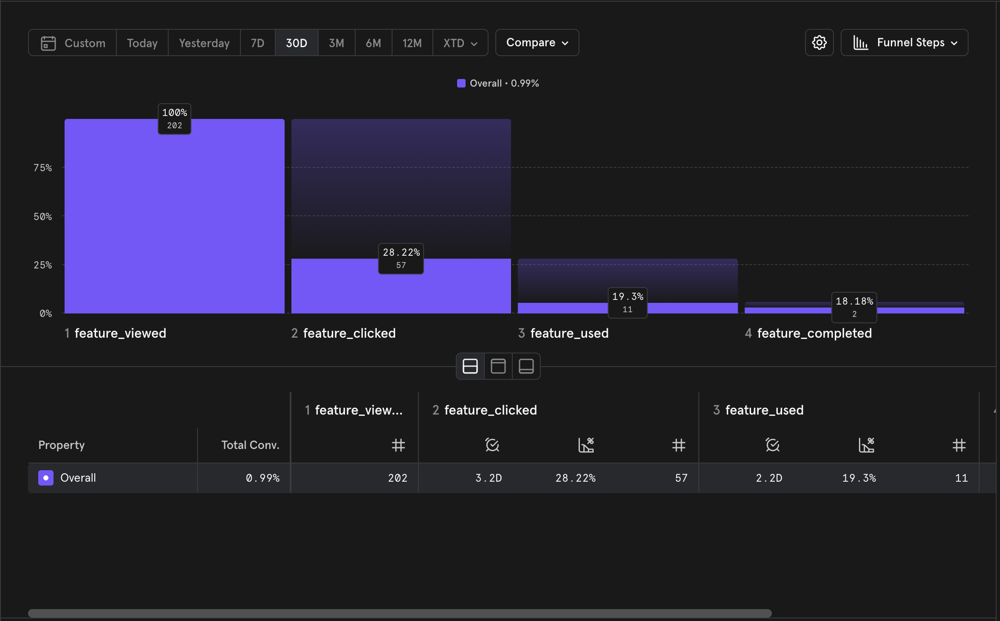 Custom Today Yesterday 7D 30D 3M 6M 12M XTD Compare Funnel Steps
Overall • 0.99%
100%
202
75%
50%
25%
0%
28.22%
57
19.3%
11
18.18%
2
1 feature_viewed
2 feature_clicked
3 feature_used
4 feature_completed
1 feature_view... 2 feature_clicked 3 feature_used
Property Total Conv.
Overall 0.99% 202 3.2D 28.22% 57 2.2D 19.3% 11